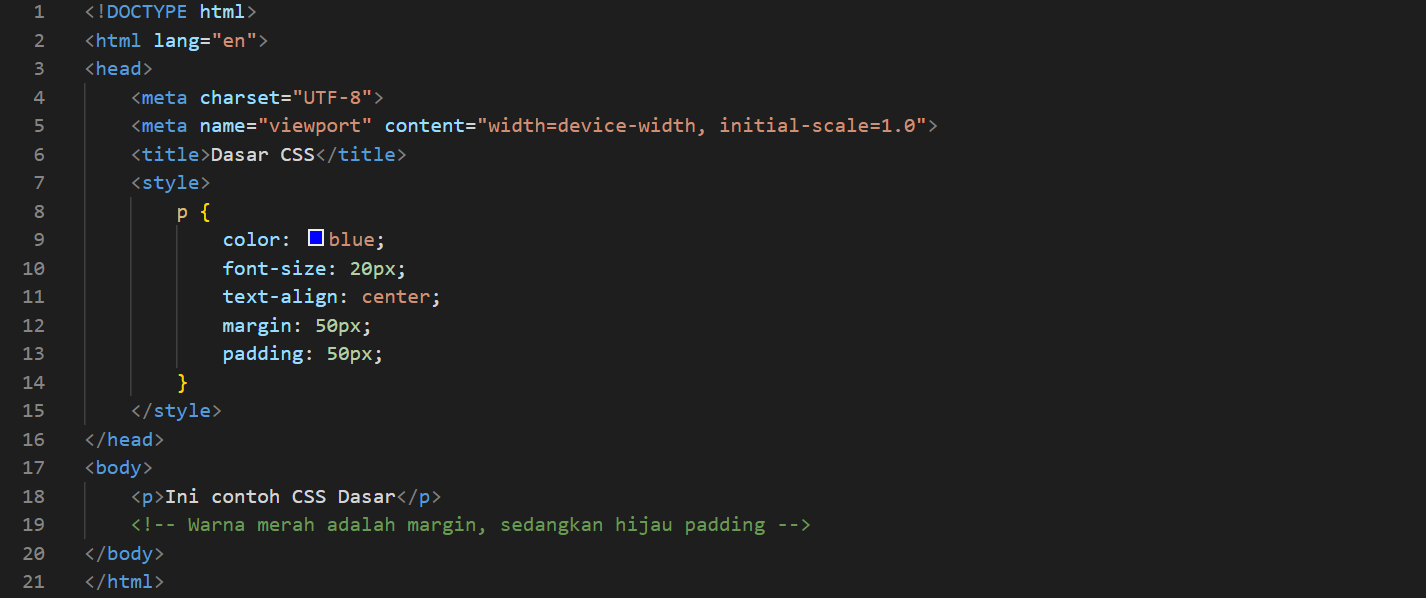 1 <!DOCTYPE html>
2 <html lang="en">
3 <head>
4     <meta charset="UTF-8">
5     <meta name="viewport" content="width=device-width, initial-scale=1.0">
6     <title>Dasar CSS</title>
7     <style>
8         p {
9             color: blue;
10             font-size: 20px;
11             text-align: center;
12             margin: 50px;
13             padding: 50px;
14         }
15     </style>
16 </head>
17 <body>
18     <p>Ini contoh CSS Dasar</p>
19     <!-- Warna merah adalah margin, sedangkan hijau padding -->
20 </body>
21 </html>